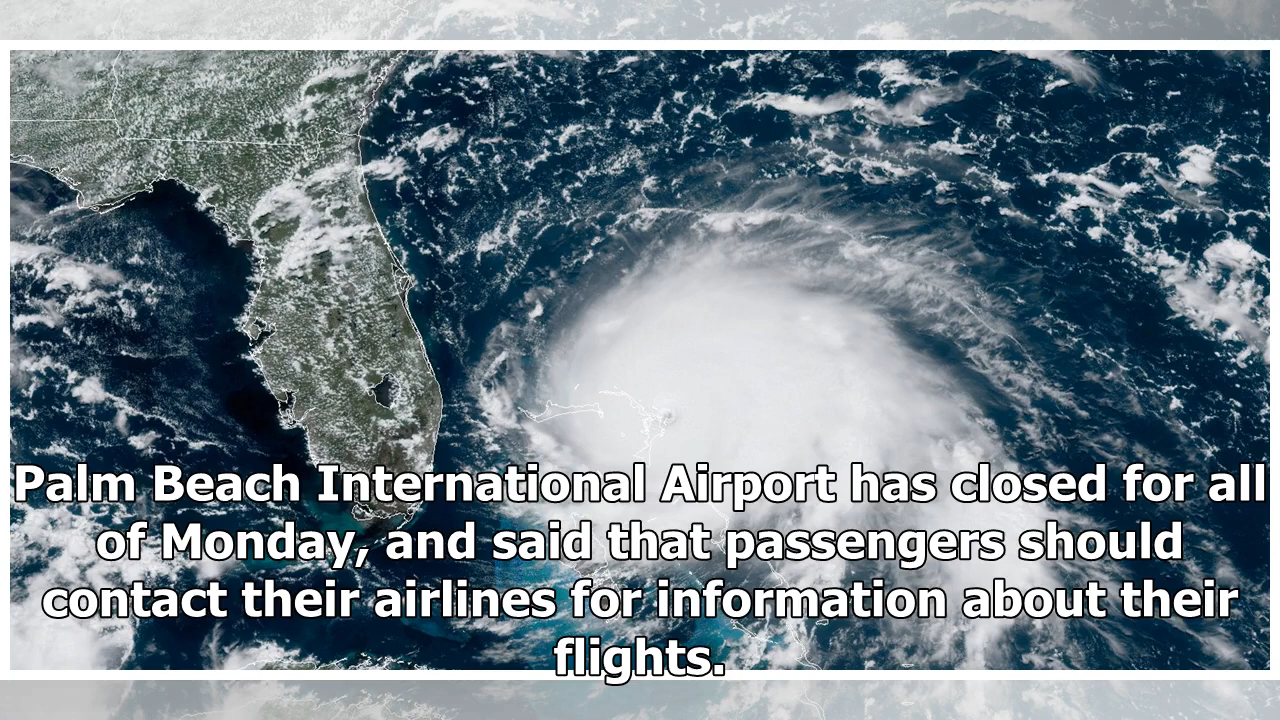 Palm Beach International Airport has closed for all
of Monday, and said that passengers should
contact their airlines for information about their
flights.